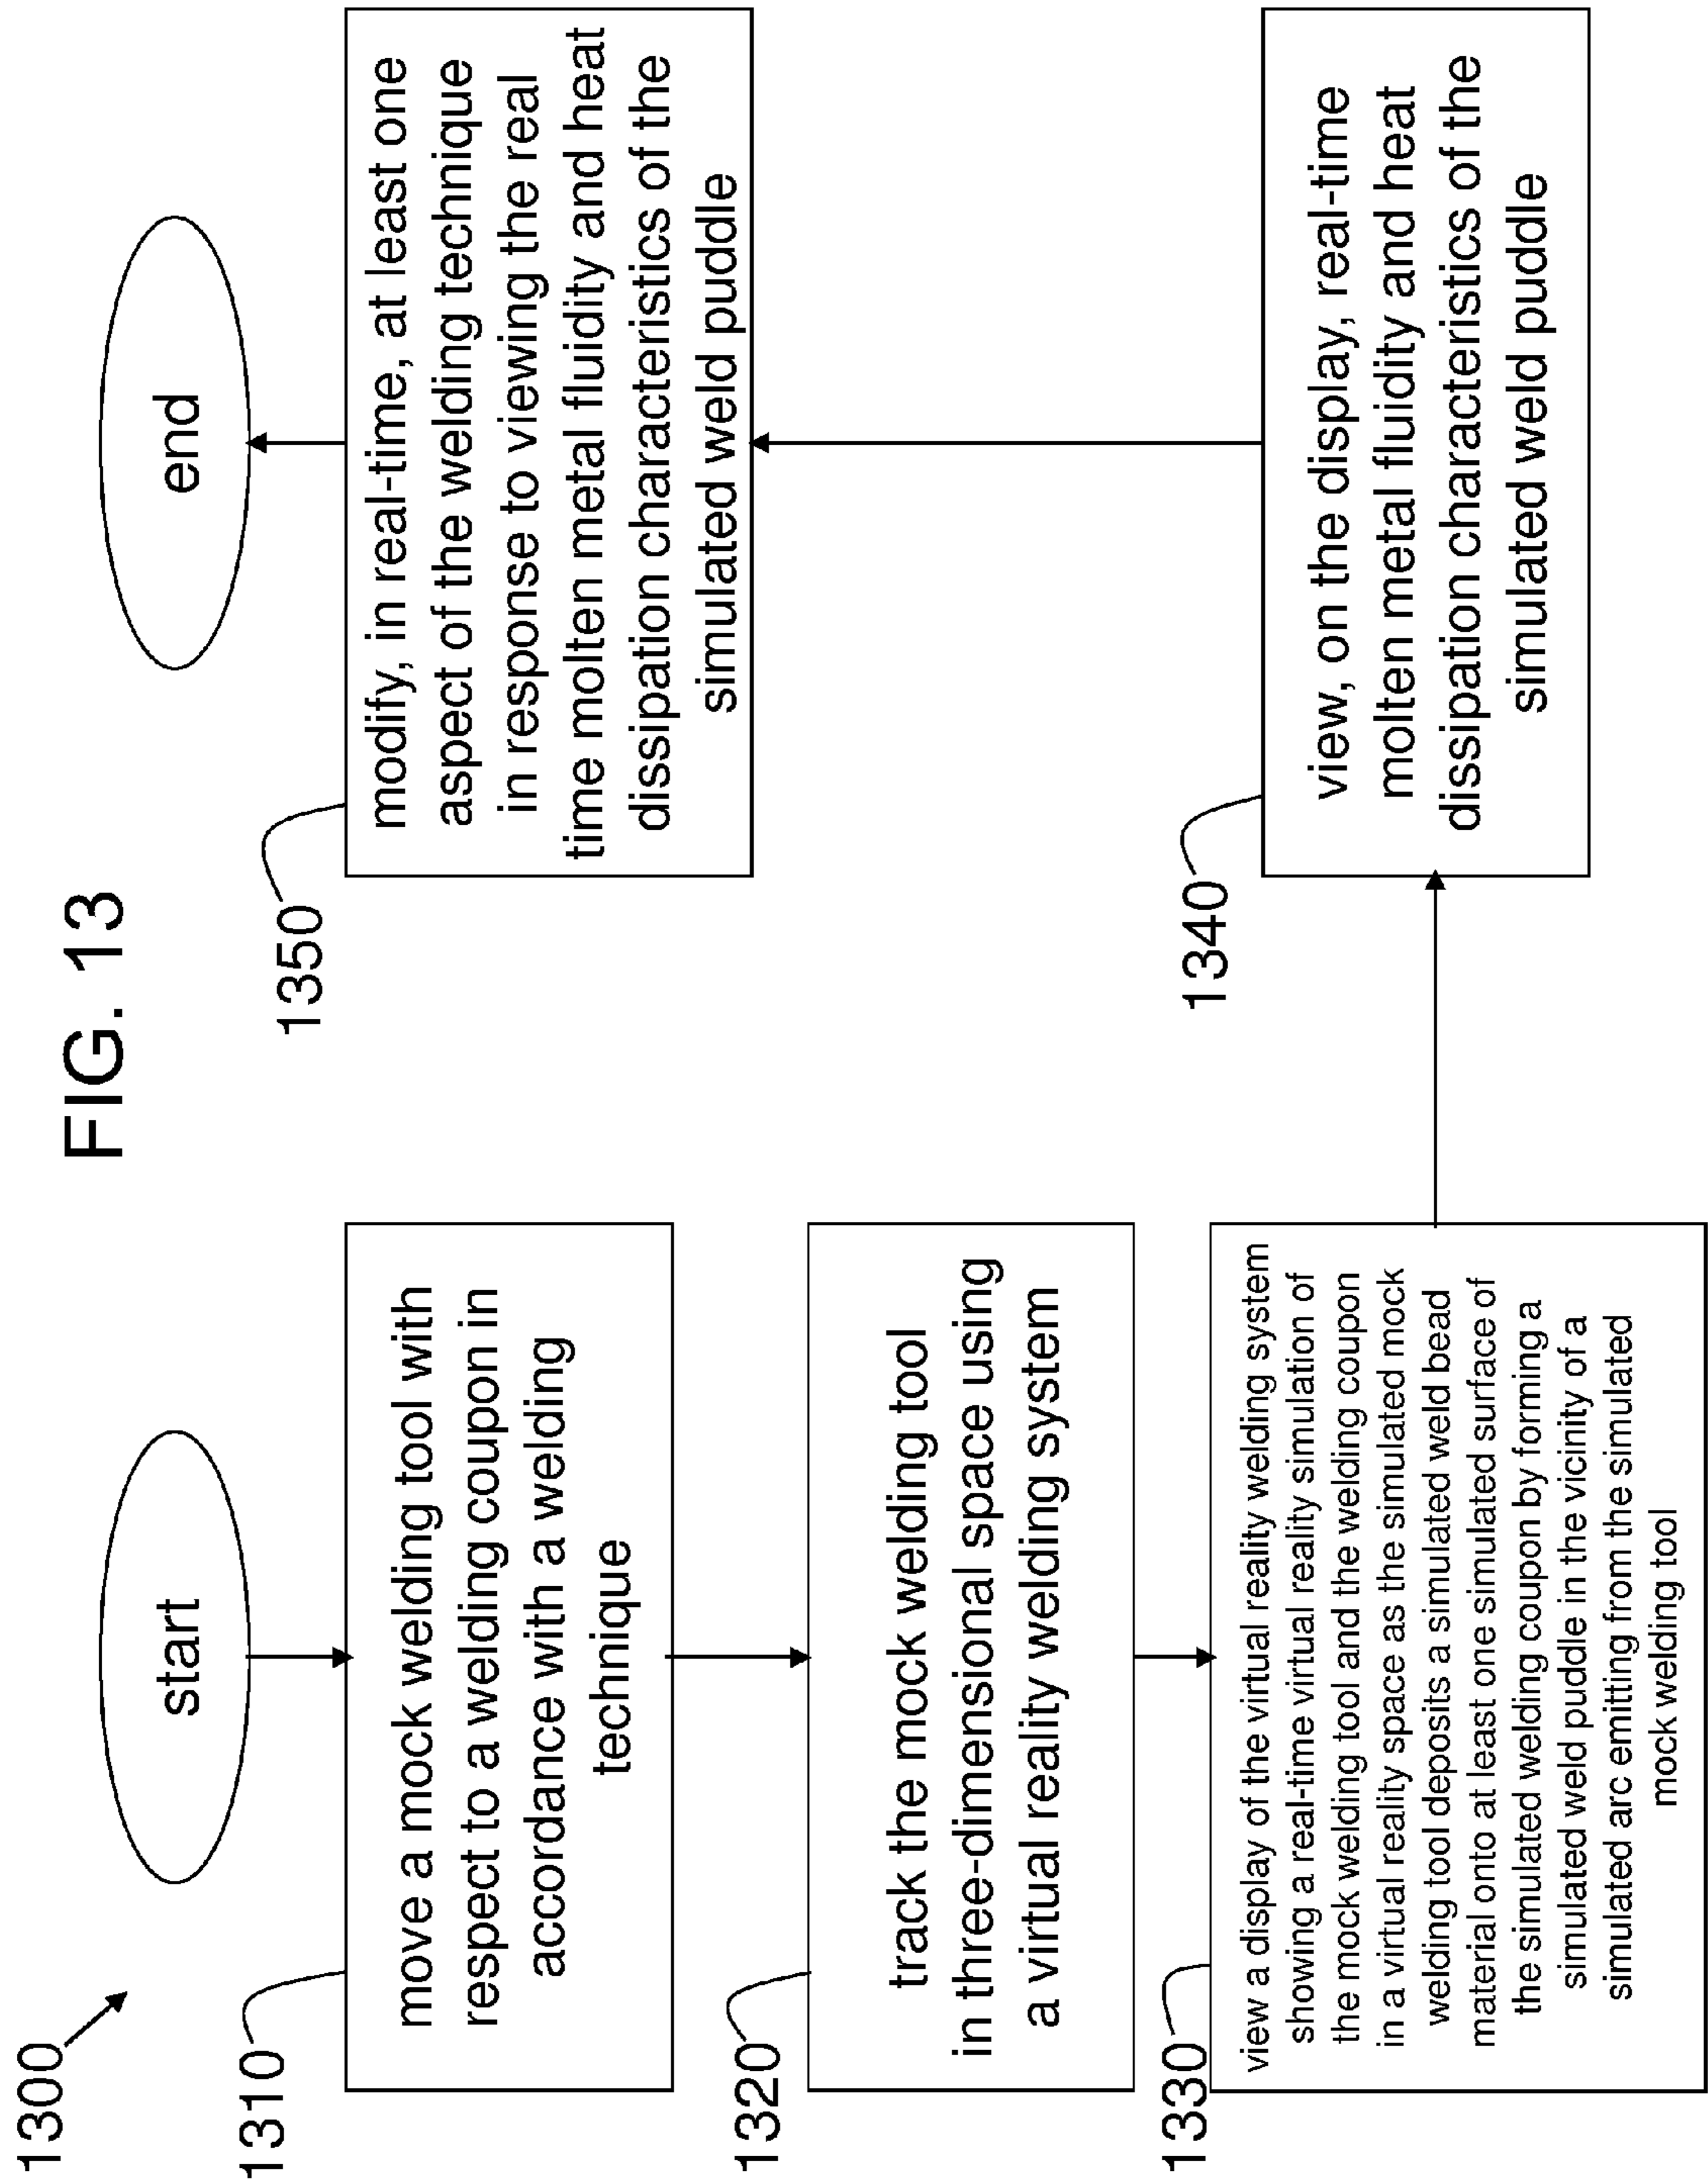 FIG. 13
1300
start
1310
move a mock welding tool with
respect to a welding coupon in
accordance with a welding
technique
1320
track the mock welding tool
in three-dimensional space using
a virtual reality welding system
1330
view a display of the virtual reality welding system
showing a real-time virtual reality simulation of
the mock welding tool and the welding coupon
in a virtual reality space as the simulated mock
welding tool deposits a simulated weld bead
material onto at least one simulated surface of
the simulated welding coupon by forming a
simulated weld puddle in the vicinity of a
simulated arc emitting from the simulated
mock welding tool
1340
view, on the display, real-time
molten metal fluidity and heat
dissipation characteristics of the
simulated weld puddle
1350
modify, in real-time, at least one
aspect of the welding technique
in response to viewing the real
time molten metal fluidity and heat
dissipation characteristics of the
simulated weld puddle
end